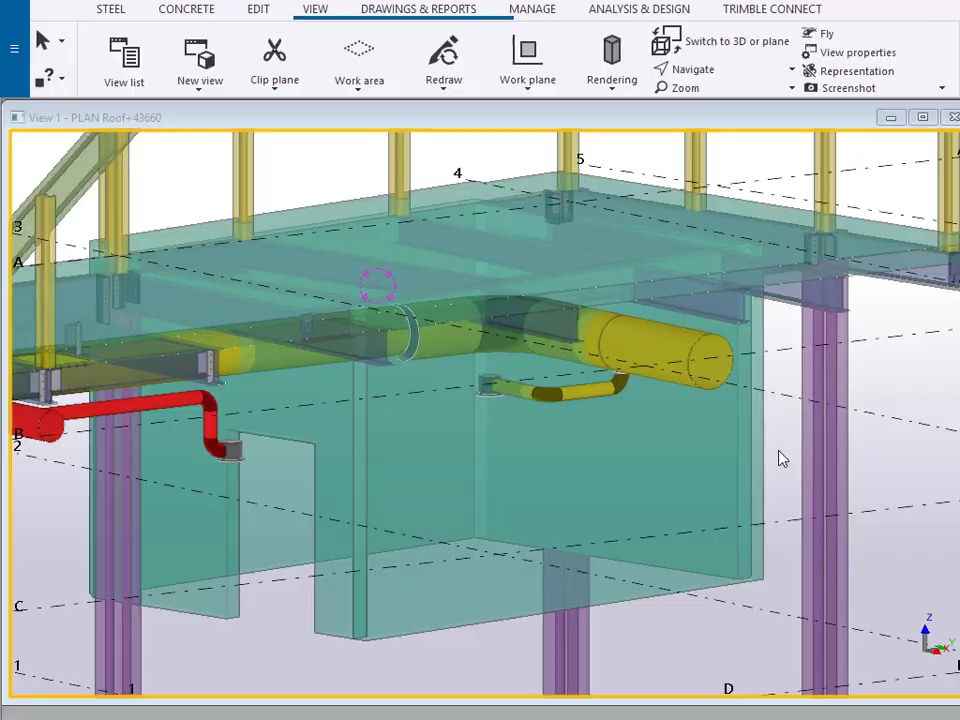 STEEL CONCRETE EDIT VIEW DRAWINGS & REPORTS MANAGE ANALYSIS & DESIGN TRIMBLE CONNECT
View list
New view
Clip plane
Work area
Redraw
Work plane
Rendering
Switch to 3D or plane
Navigate
Zoom
Fly
View properties
Representation
Screenshot
View 1 - PLAN Roof+43660
5
4
3
A
B
2
C
1
1
D
Z
Y
X